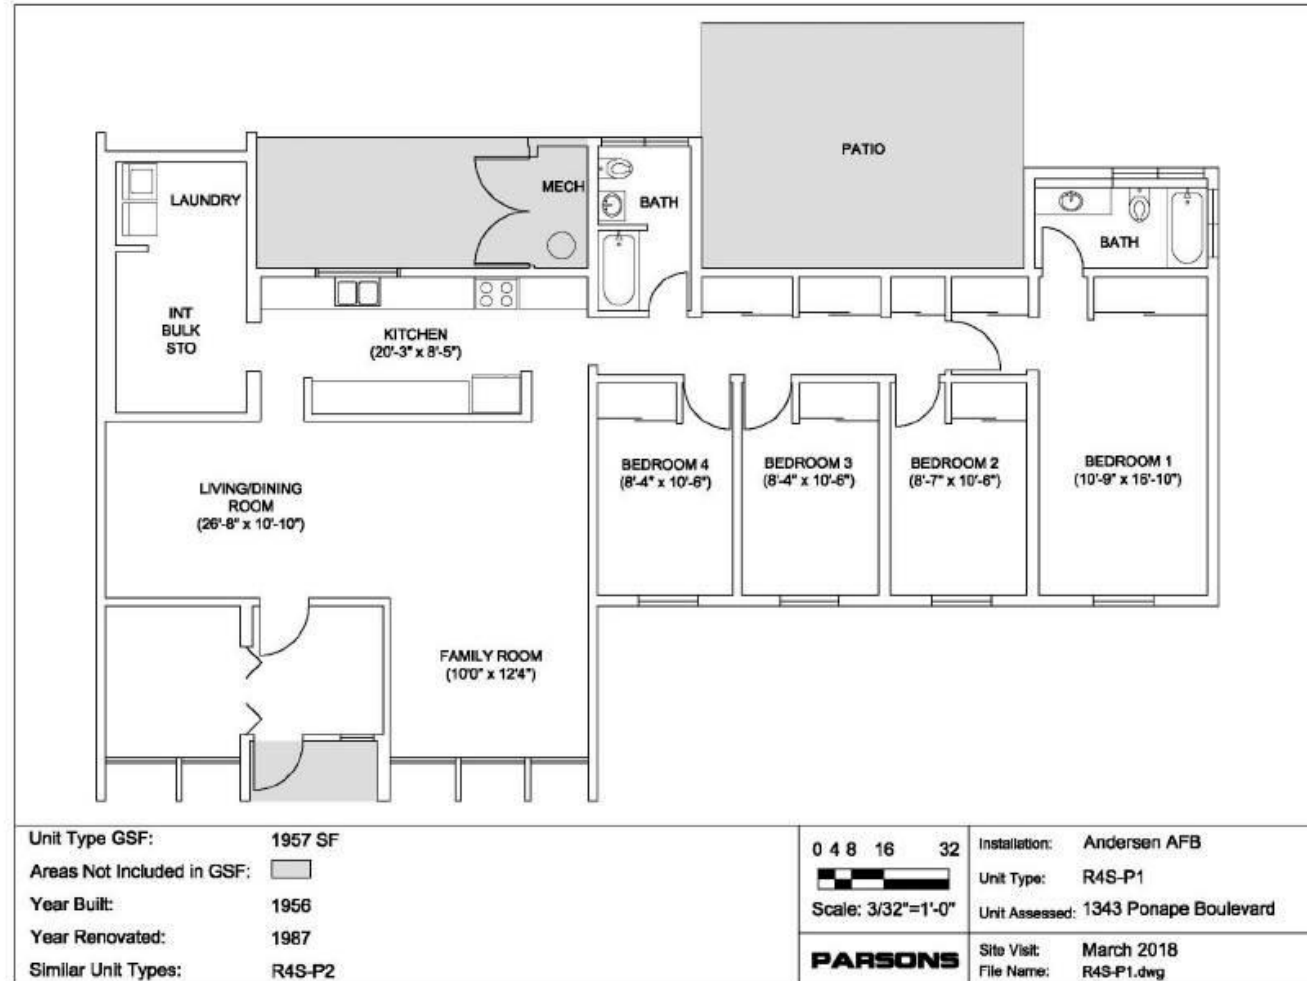 PATIO
MECH
LAUNDRY
BATH
BATH
INT
BULK
STO
KITCHEN
(20'-3" x 8'-5")
BEDROOM 4
(8'-4" x 10'-6")
BEDROOM 3
(8'-4" x 10'-6")
BEDROOM 2
(8'-7" x 10'-6")
BEDROOM 1
(10'-9" x 15'-10")
LIVING/DINING
ROOM
(26'-8" x 10'-10")
FAMILY ROOM
(10'0" x 12'4")
Unit Type GSF: 1957 SF
Areas Not Included in GSF:
Year Built: 1956
Year Renovated: 1987
Similar Unit Types: R4S-P2
0 4 8 16 32
Scale: 3/32"=1'-0"
PARSONS
Installation: Andersen AFB
Unit Type: R4S-P1
Unit Assessed: 1343 Ponape Boulevard
Site Visit: March 2018
File Name: R4S-P1.dwg